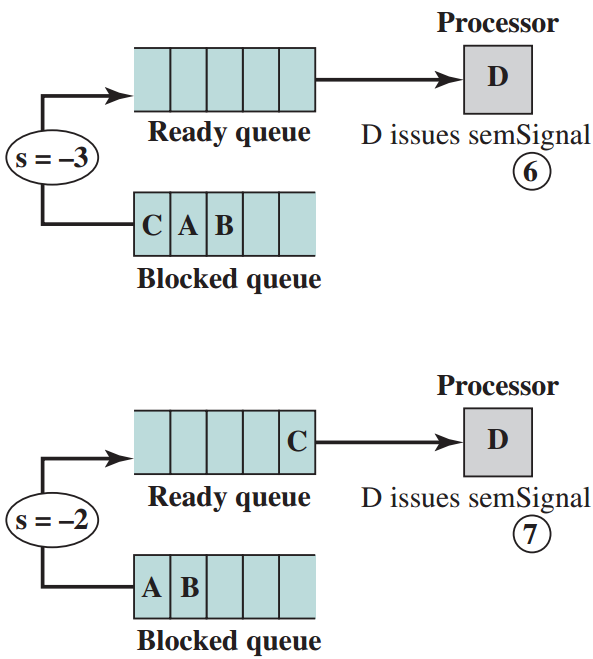 Processor
D
Ready queue
D issues semSignal
s = –3
6
C A B
Blocked queue
Processor
C
D
Ready queue
D issues semSignal
s = –2
7
A B
Blocked queue